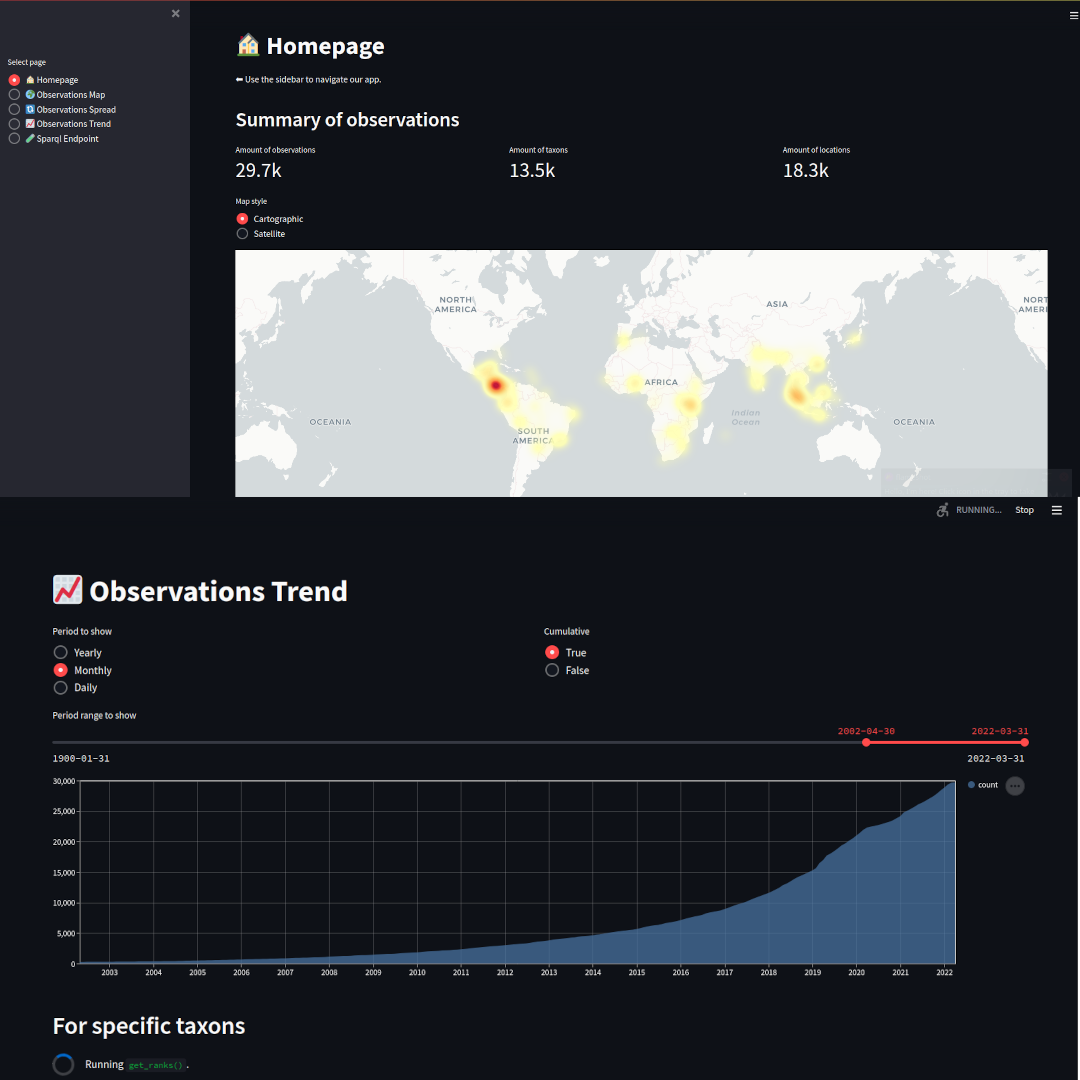 Select page
Homepage
Observations Map
Observations Spread
Observations Trend
Sparql Endpoint
Homepage
⬅ Use the sidebar to navigate our app.
Summary of observations
Amount of observations
Amount of taxons
Amount of locations
29.7k
13.5k
18.3k
Map style
Cartographic
Satellite
NORTH
AMERICA
ASIA
NORT
AMERI
AFRICA
Indian
Ocean
OCEANIA
SOUTH
AMERICA
OCEANIA
RUNNING...
Stop
Observations Trend
Period to show
Cumulative
Yearly
True
Monthly
False
Daily
Period range to show
2002-04-30
2022-03-31
1900-01-31
2022-03-31
30,000
count
25,000
20,000
15,000
10,000
5,000
0
2003 2004 2005 2006 2007 2008 2009 2010 2011 2012 2013 2014 2015 2016 2017 2018 2019 2020 2021 2022
For specific taxons
Running get_ranks().